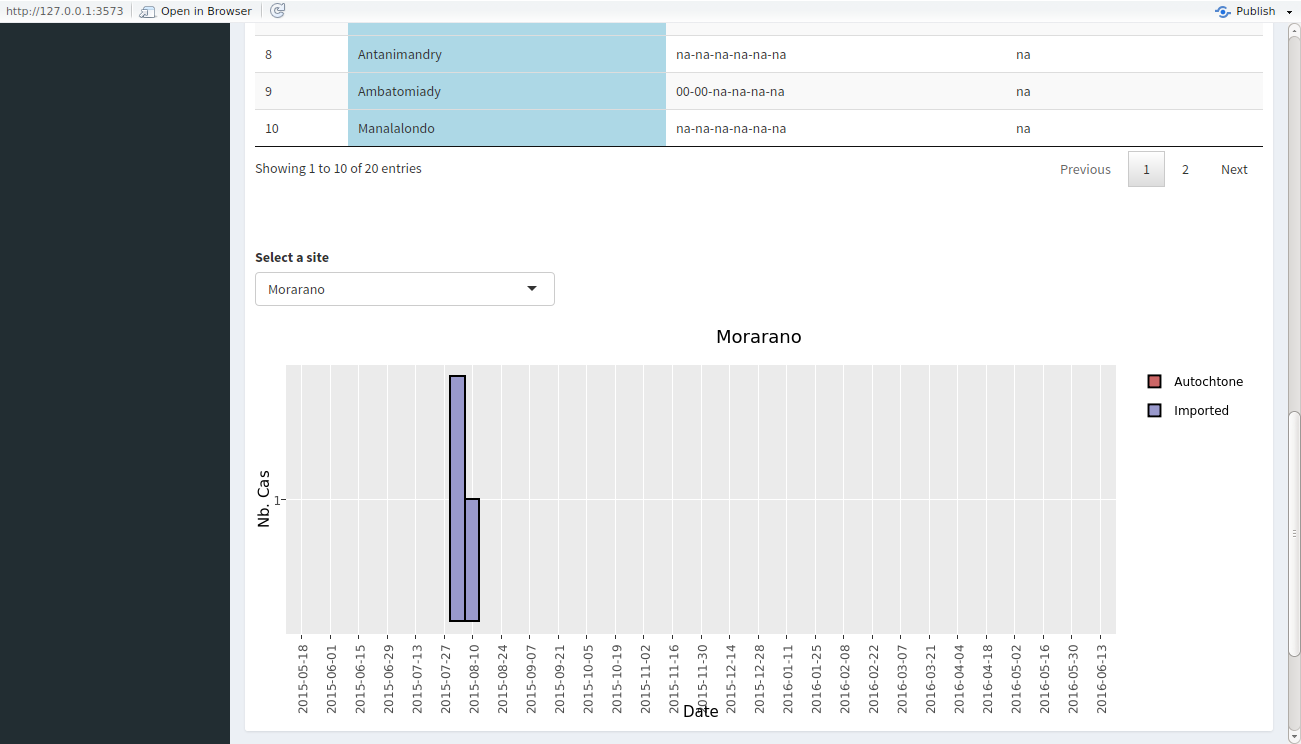 http://127.0.0.1:3573 Open in Browser Publish
8 Antanimandry na-na-na-na-na-na na
9 Ambatomiady 00-00-na-na-na-na na
10 Manalalondo na-na-na-na-na-na na
Showing 1 to 10 of 20 entries Previous 1 2 Next
Select a site
Morarano
Morarano
Autochtone
Imported
Nb. Cas
1
2015-05-18 2015-06-01 2015-06-15 2015-06-29 2015-07-13 2015-07-27 2015-08-10 2015-08-24 2015-09-07 2015-09-21 2015-10-05 2015-10-19 2015-11-02 2015-11-16 2015-11-30 2015-12-14 2015-12-28 2016-01-11 2016-01-25 2016-02-08 2016-02-22 2016-03-07 2016-03-21 2016-04-04 2016-04-18 2016-05-02 2016-05-16 2016-05-30 2016-06-13
Date